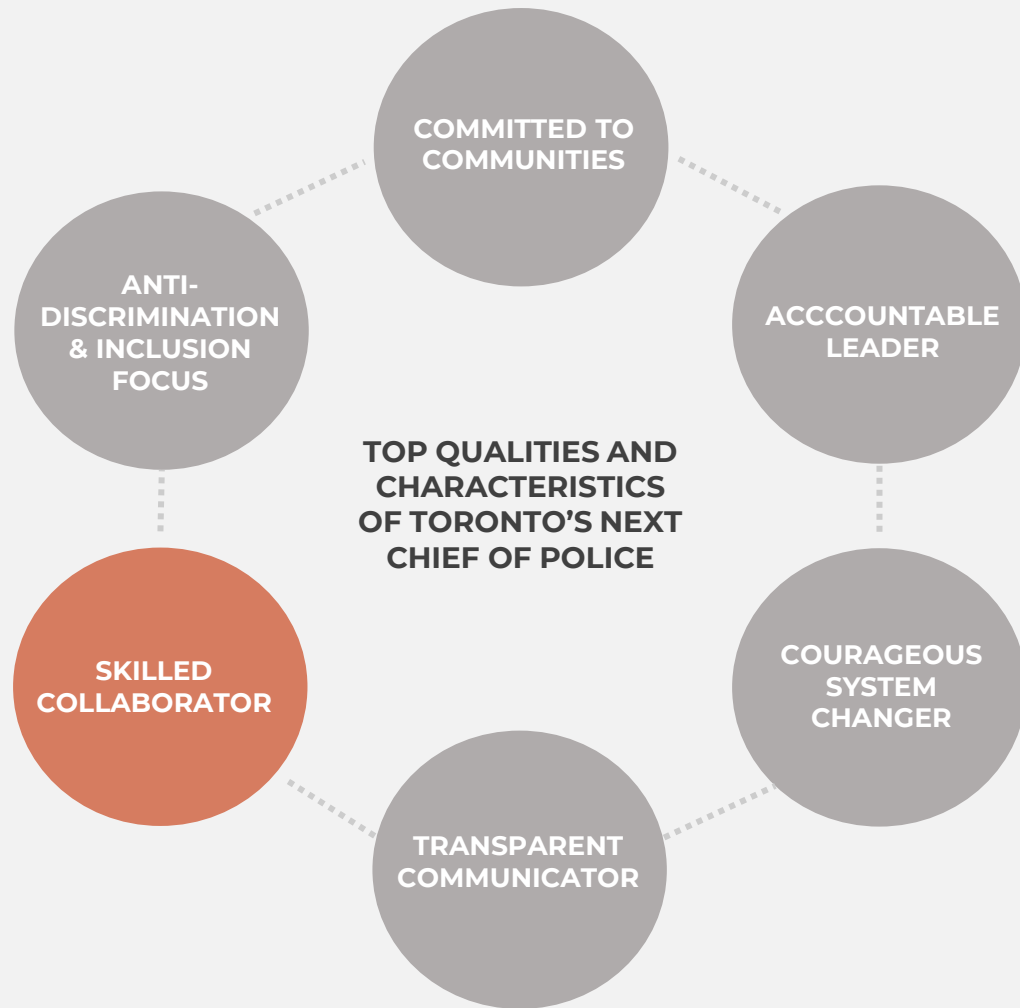 COMMITTED TO
COMMUNITIES
ANTI-
DISCRIMINATION
& INCLUSION
FOCUS
ACCCOUNTABLE
LEADER
TOP QUALITIES AND
CHARACTERISTICS
OF TORONTO’S NEXT
CHIEF OF POLICE
SKILLED
COLLABORATOR
COURAGEOUS
SYSTEM
CHANGER
TRANSPARENT
COMMUNICATOR